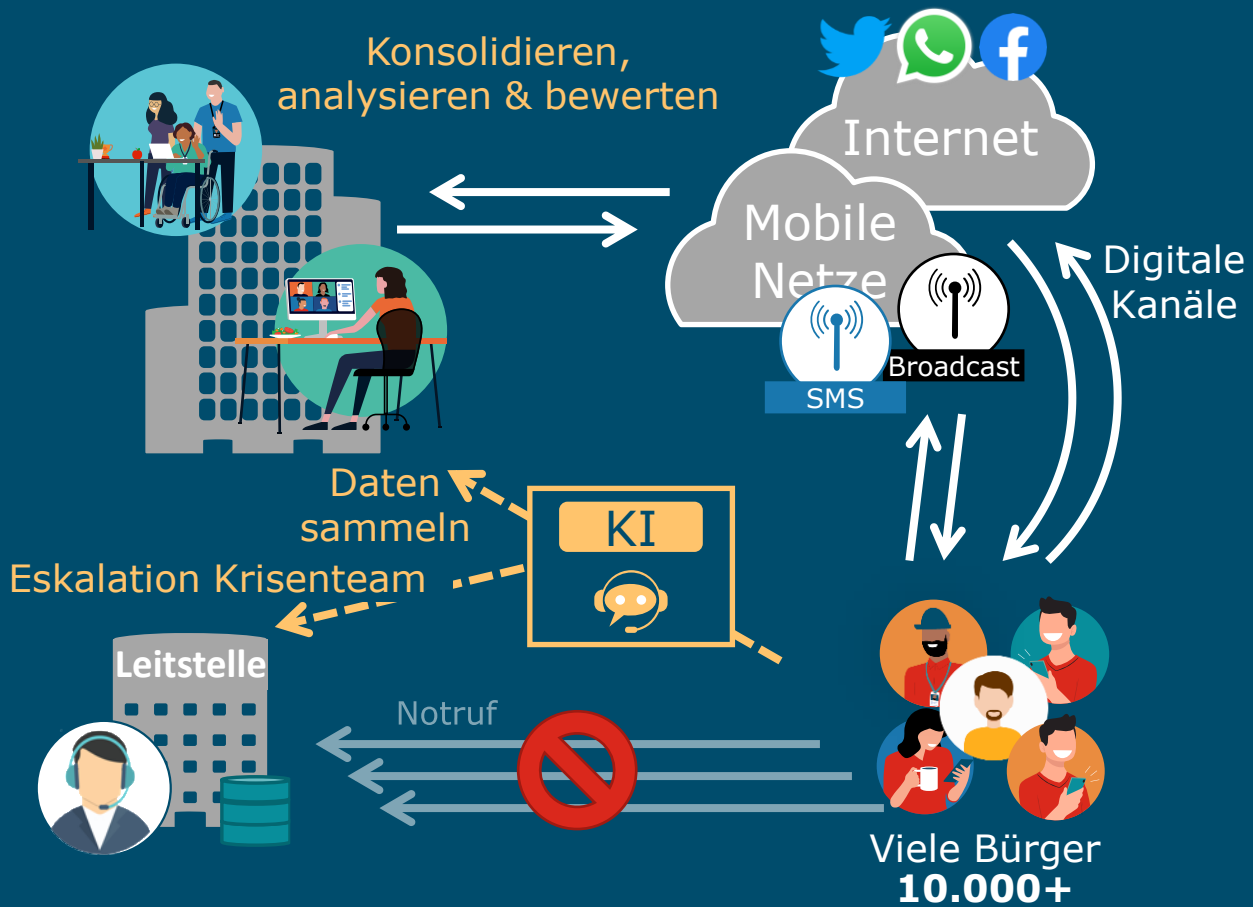 Konsolidieren,
analysieren & bewerten
Internet
Mobile
Netze
Digitale
Kanäle
Broadcast
SMS
Daten
sammeln
KI
Eskalation Krisenteam
Leitstelle
Notruf
Viele Bürger
10.000+